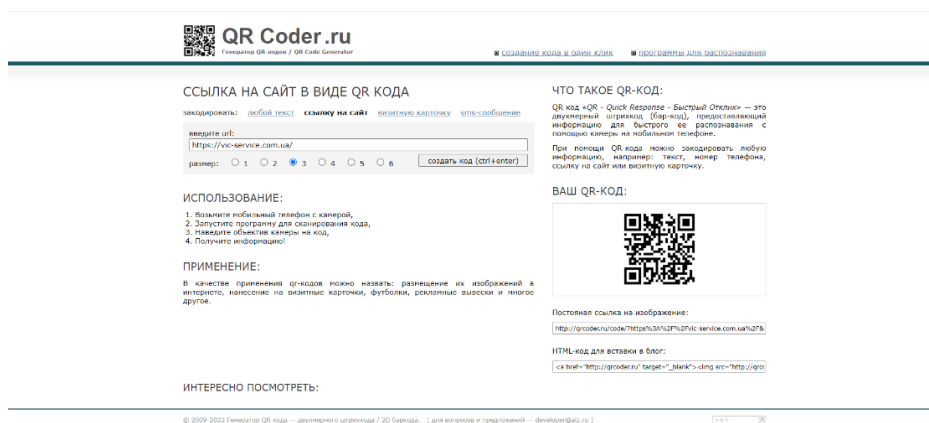 QR Coder.ru
Генератор QR-кодов / QR Code Generator
создание кода в один клик
программы для распознавания
ССЫЛКА НА САЙТ В ВИДЕ QR КОДА
закодировать: любой текст ссылку на сайт визитную карточку sms-сообщение
введите url:
https://vic-service.com.ua/
размер: 1 2 3 4 5 6 создать код (ctrl+enter)
ИСПОЛЬЗОВАНИЕ:
1. Возьмите мобильный телефон с камерой,
2. Запустите программу для сканирования кода,
3. Наведите объектив камеры на код,
4. Получите информацию!
ПРИМЕНЕНИЕ:
В качестве применения qr-кодов можно назвать: размещение их изображений в
интернете, нанесение на визитные карточки, футболки, рекламные вывески и многое
другое.
ИНТЕРЕСНО ПОСМОТРЕТЬ:
ЧТО ТАКОЕ QR-КОД:
QR код «QR - Quick Response - Быстрый Отклик» — это
двухмерный штрихкод (бар-код), предоставляющий
информацию для быстрого ее распознавания с
помощью камеры на мобильном телефоне.
При помощи QR-кода можно закодировать любую
информацию, например: текст, номер телефона,
ссылку на сайт или визитную карточку.
ВАШ QR-КОД:
Постоянная ссылка на изображение:
http://qrcoder.ru/code/?https%3A%2F%2Fvic-service.com.ua%2F&
HTML-код для вставки в блог:
<a href="http://qrcoder.ru" target="_blank"><img src="http://qrco
© 2009-2022 Генератор QR кода — двухмерного штрихкода / 2D баркода. [ для вопросов и предложений — developer@alz.ru ]